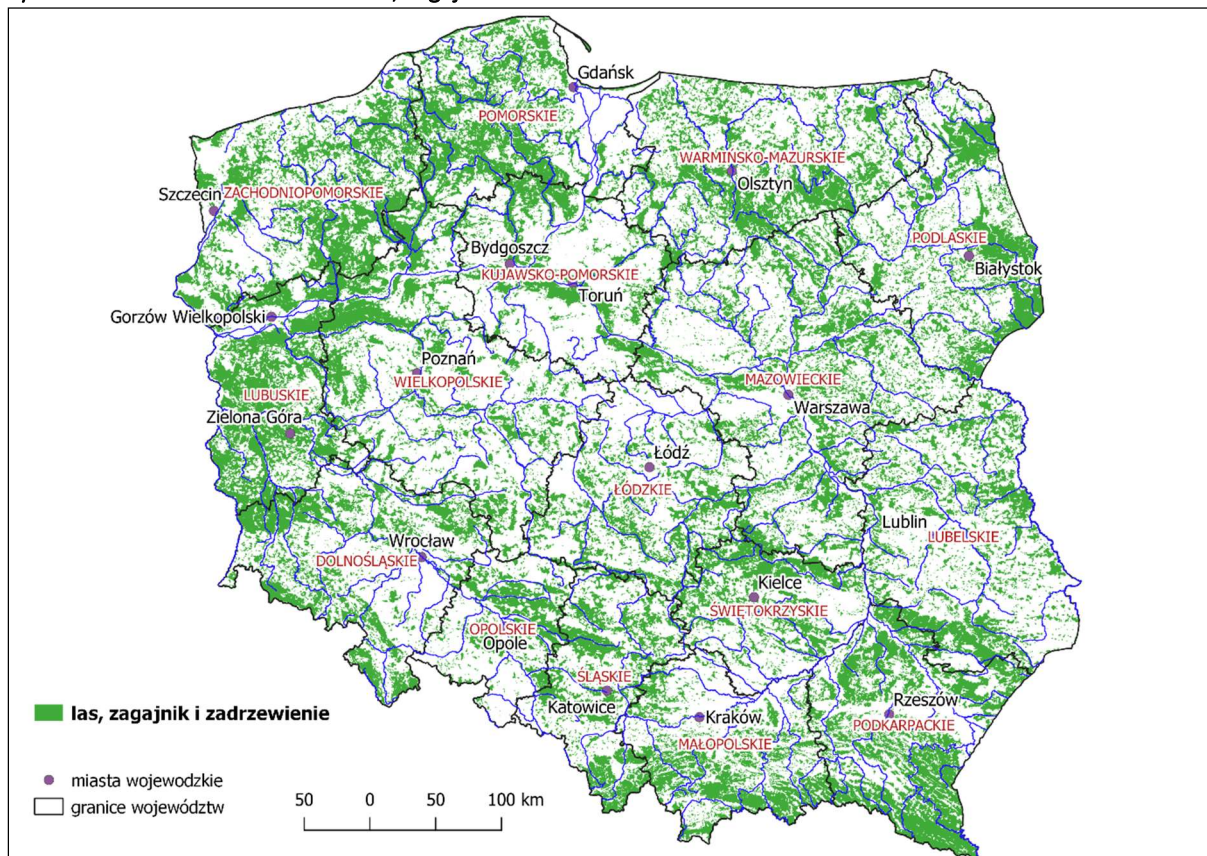 Gdańsk
POMORSKIE
WARMIŃSKO-MAZURSKIE
Olsztyn
Szczecin
ZACHODNIOPOMORSKIE
PODLASKIE
Białystok
Bydgoszcz
KUJAWSKO-POMORSKIE
Toruń
Gorzów Wielkopolski
Poznań
WIELKOPOLSKIE
MAZOWIECKIE
Warszawa
LUBUSKIE
Zielona Góra
Łódź
ŁÓDZKIE
Lublin
LUBELSKIE
Wrocław
DOLNOŚLĄSKIE
Kielce
ŚWIĘTOKRZYSKIE
OPOLSKIE
Opole
ŚLĄSKIE
Katowice
Kraków
MAŁOPOLSKIE
Rzeszów
PODKARPACKIE
las, zagajnik i zadrzewienie
miasta wojewodzkie
granice województw
50 0 50 100 km